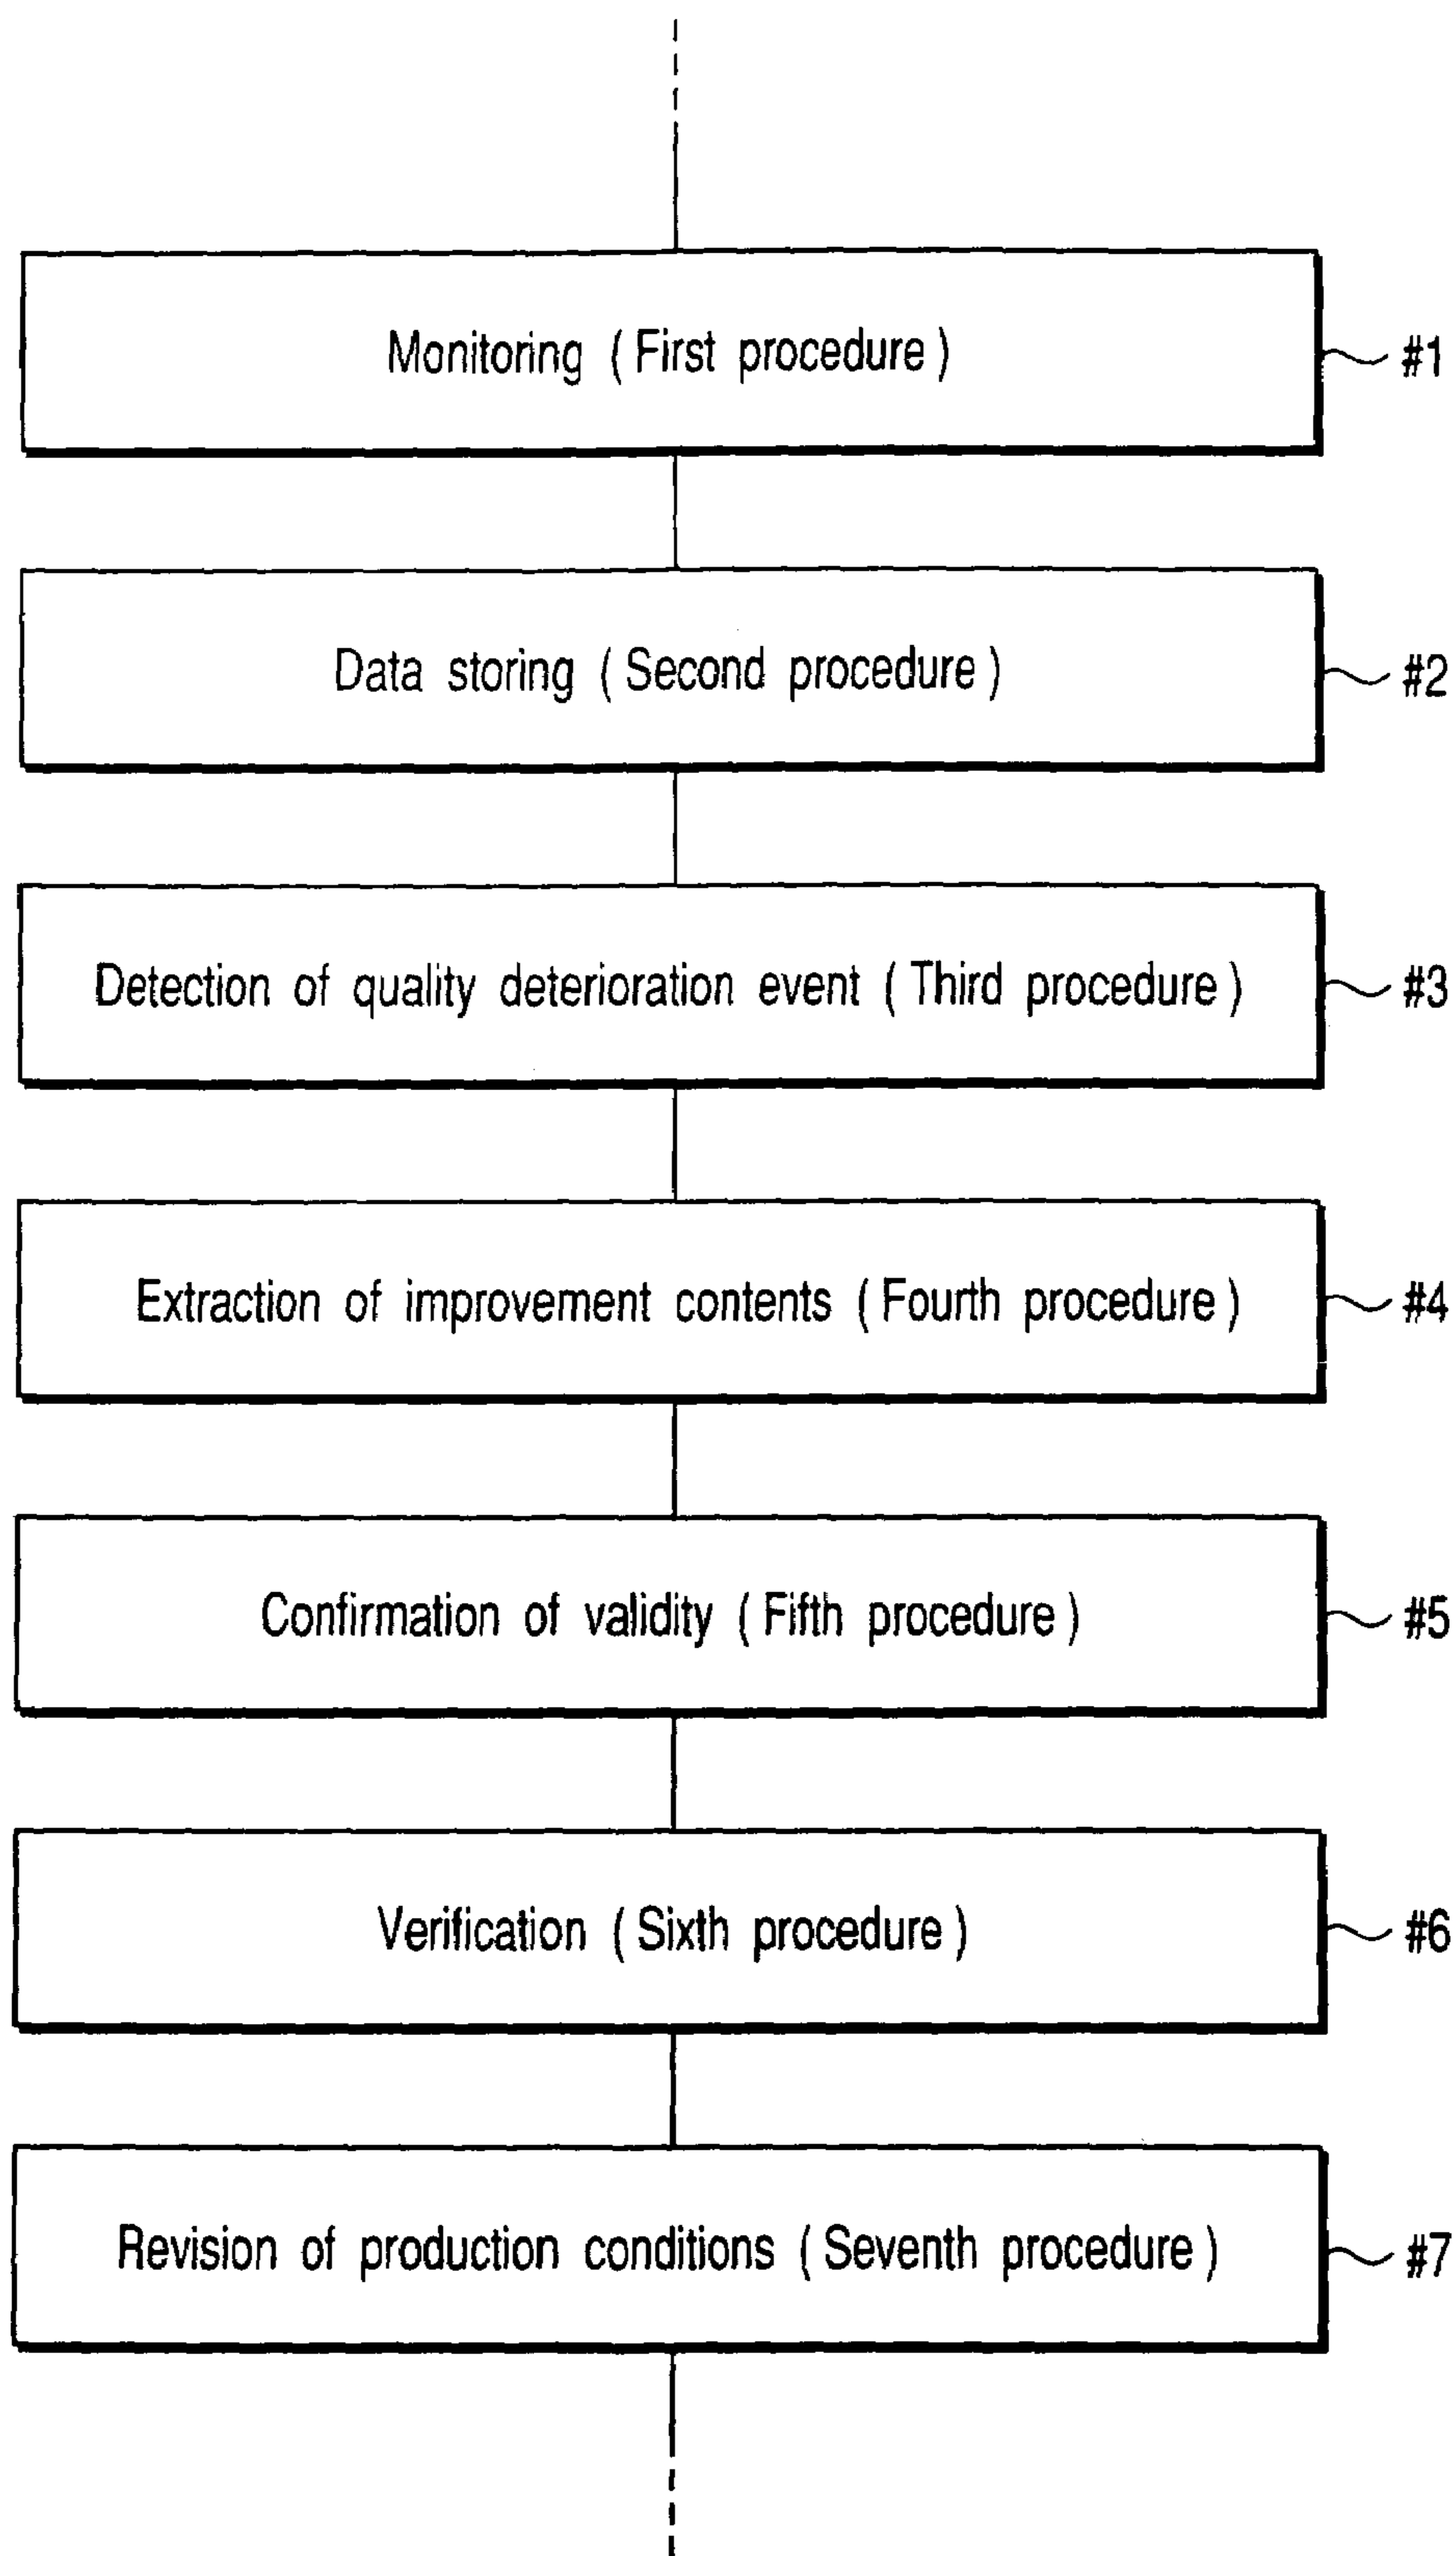 Monitoring (First procedure) #1
Data storing (Second procedure) #2
Detection of quality deterioration event (Third procedure) #3
Extraction of improvement contents (Fourth procedure) #4
Confirmation of validity (Fifth procedure) #5
Verification (Sixth procedure) #6
Revision of production conditions (Seventh procedure) #7